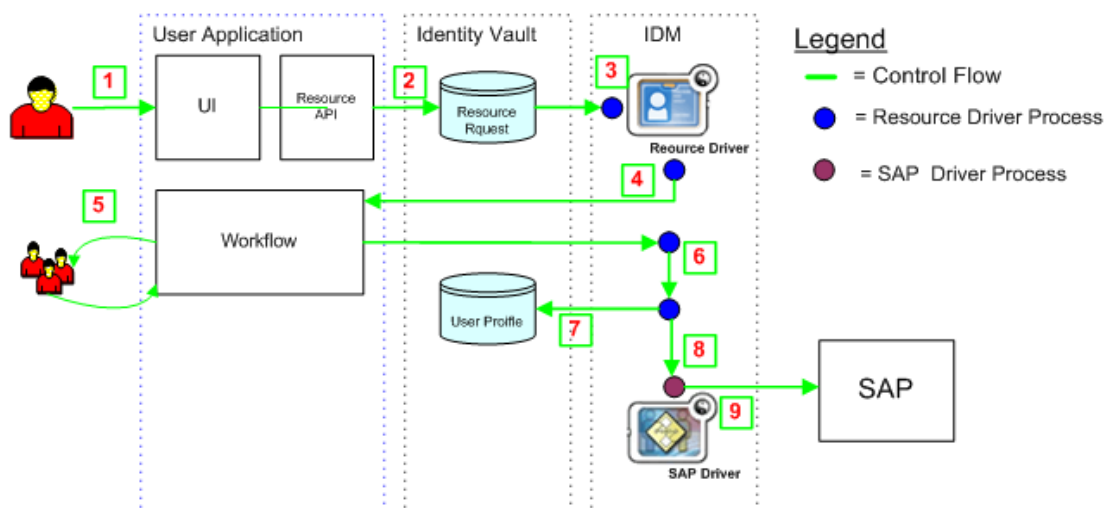 User Application
Identity Vault
IDM
Legend
= Control Flow
= Resource Driver Process
= SAP Driver Process
1
UI
Resource
API
2
Resource
Rquest
3
Reource Driver
4
5
Workflow
6
User Proifle
7
8
SAP
9
SAP Driver